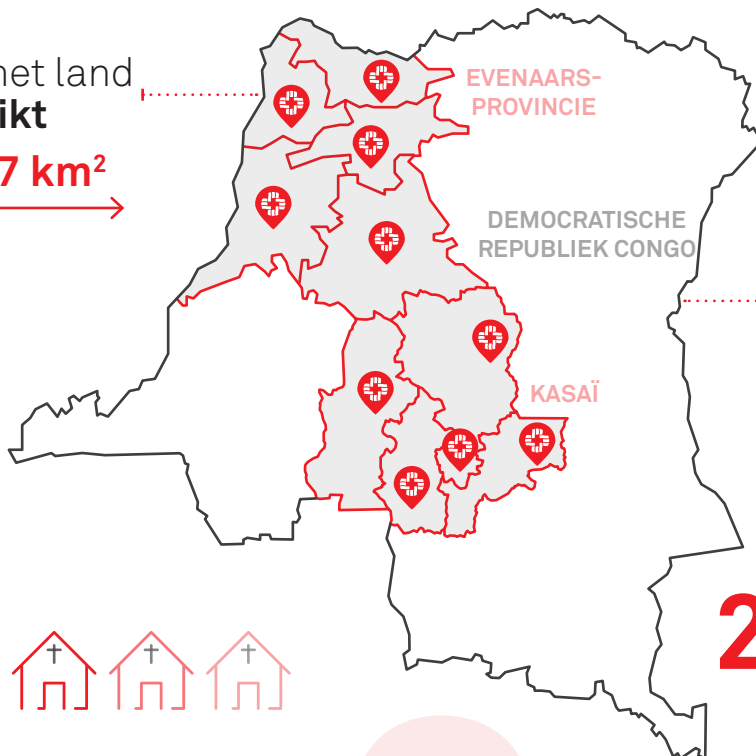 het land
ikt
7 km²
EVENAARS-
PROVINCIE
DEMOCRATISCHE
REPUBLIEK CONGO
KASAÏ
2